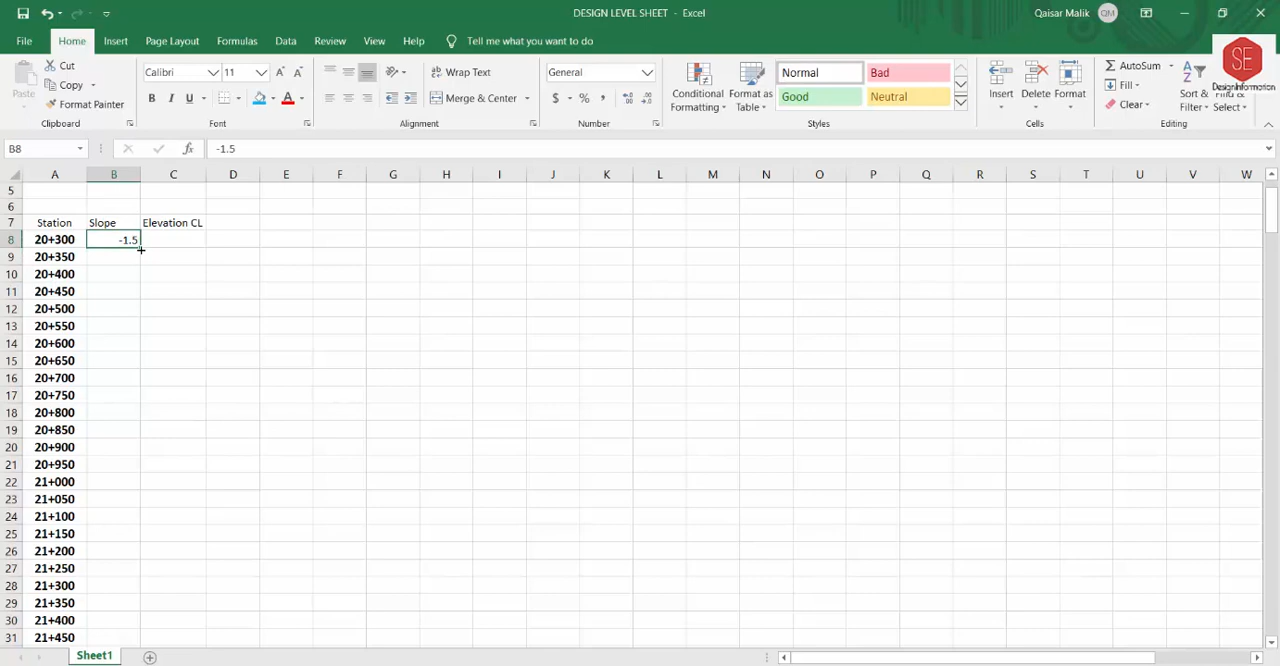 DESIGN LEVEL SHEET - Excel
Qaisar Malik QM
File Home Insert Page Layout Formulas Data Review View Help Tell me what you want to do
SE
DesignInformation
Paste Cut Copy Format Painter
Calibri 11 A A
B I U A
Wrap Text
Merge & Center
General
$ % ,
Conditional Formatting
Format as Table
Normal Bad
Good Neutral
Insert Delete Format
AutoSum
Fill
Clear
Sort & Filter
Find & Select
Clipboard Font Alignment Number Styles Cells Editing
B8 fx -1.5
A B C D E F G H I J K L M N O P Q R S T U V W
5
6
7 Station Slope Elevation CL
8 20+300 -1.5
9 20+350
10 20+400
11 20+450
12 20+500
13 20+550
14 20+600
15 20+650
16 20+700
17 20+750
18 20+800
19 20+850
20 20+900
21 20+950
22 21+000
23 21+050
24 21+100
25 21+150
26 21+200
27 21+250
28 21+300
29 21+350
30 21+400
31 21+450
Sheet1